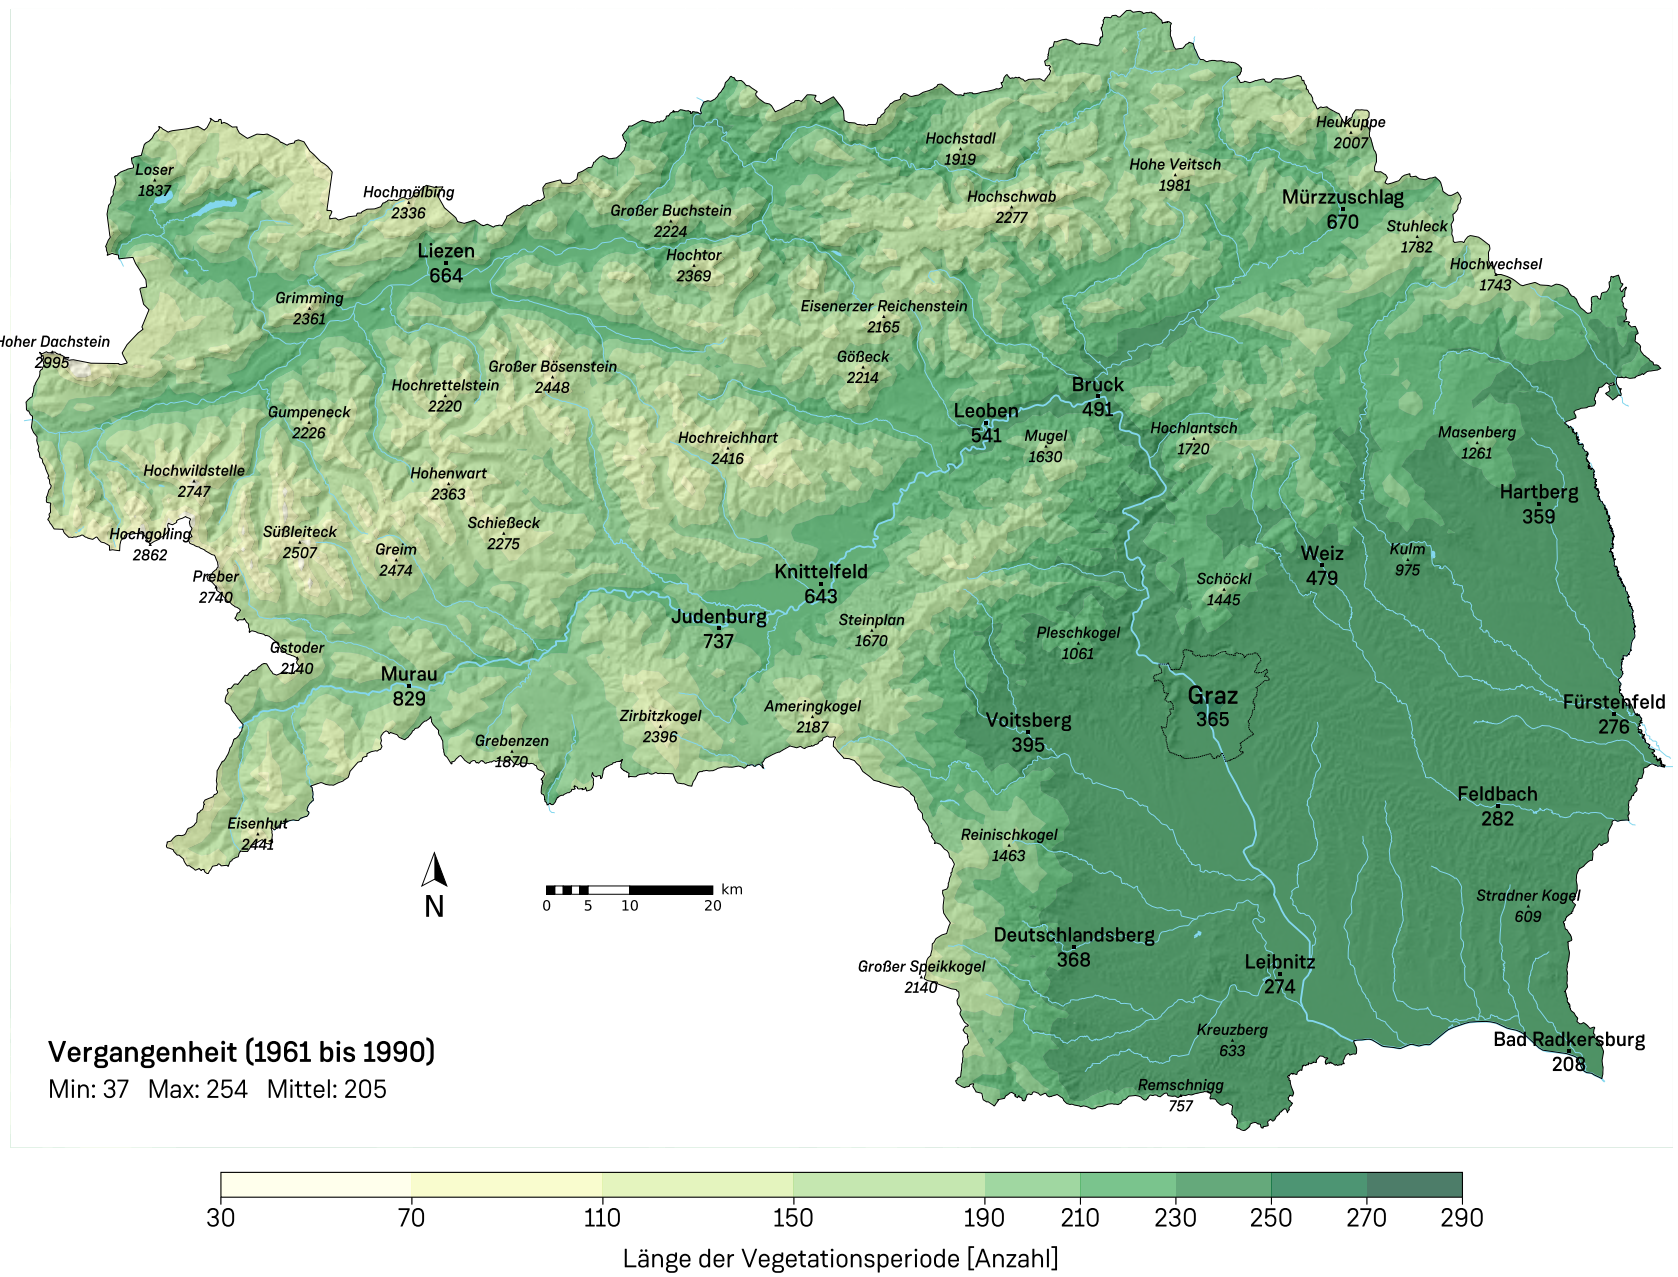 Heukuppe
2007
Hochstadl
1919
Hohe Veitsch
1981
Loser
1837
Hochmölbing
2336
Hochschwab
2277
Mürzzuschlag
670
Großer Buchstein
2224
Stuhleck
1782
Liezen
664
Hochtor
2369
Hochwechsel
1743
Grimming
2361
Eisenerzer Reichenstein
2165
Hoher Dachstein
2995
Großer Bösenstein
2448
Gößeck
2214
Hochrettelstein
2220
Bruck
491
Gumpeneck
2226
Leoben
541
Hochreichhart
2416
Mugel
1630
Hochlantsch
1720
Masenberg
1261
Hochwildstelle
2747
Hohenwart
2363
Hartberg
359
Hochgolling
2862
Süßleiteck
2507
Schießeck
2275
Greim
2474
Weiz
479
Kulm
975
Preber
2740
Knittelfeld
643
Schöckl
1445
Judenburg
737
Steinplan
1670
Pleschkogel
1061
Gstoder
2140
Murau
829
Graz
365
Zirbitzkogel
2396
Ameringkogel
2187
Voitsberg
395
Fürstenfeld
276
Grebenzen
1870
Feldbach
282
Eisenhut
2441
Reinischkogel
1463
N
0 5 10 20 km
Stradner Kogel
609
Deutschlandsberg
368
Großer Speikkogel
2140
Leibnitz
274
Kreuzberg
633
Bad Radkersburg
208
Remschnigg
757
Vergangenheit (1961 bis 1990)
Min: 37 Max: 254 Mittel: 205
30 70 110 150 190 210 230 250 270 290
Länge der Vegetationsperiode [Anzahl]